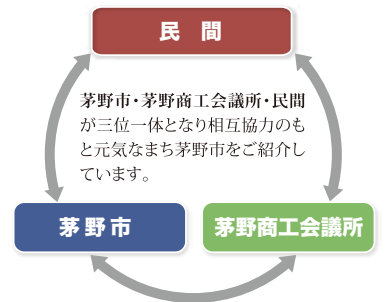 民間
茅野市・茅野商工会議所・民間
が三位一体となり相互協力のも
と元気なまち茅野市をご紹介し
ています。
茅野市
茅野商工会議所